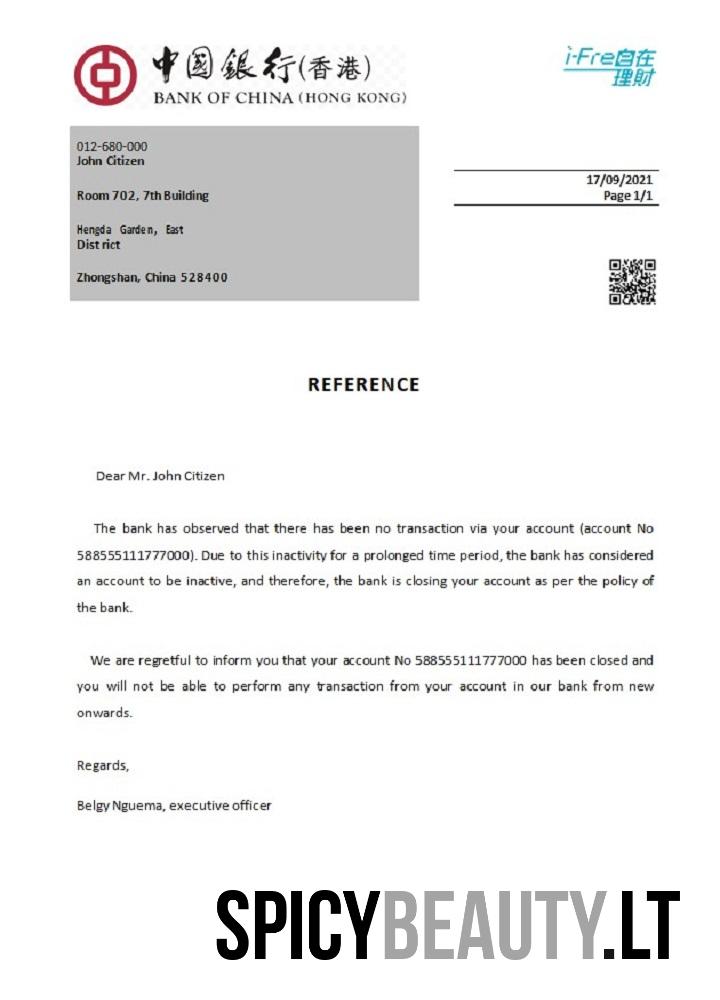 中國銀行(香港)
BANK OF CHINA (HONG KONG)
i-Fre自在
理財
012-680-000
John Citizen
Room 702, 7th Building
Hengda Garden, East
District
Zhongshan, China 528400
17/09/2021
Page 1/1
REFERENCE
Dear Mr. John Citizen
The bank has observed that there has been no transaction via your account (account No
588555111777000). Due to this inactivity for a prolonged time period, the bank has considered
an account to be inactive, and therefore, the bank is closing your account as per the policy of
the bank.
We are regretful to inform you that your account No 588555111777000 has been closed and
you will not be able to perform any transaction from your account in our bank from new
onwards.
Regards,
Belgy Nguema, executive officer
SPICYBEAUTY.LT